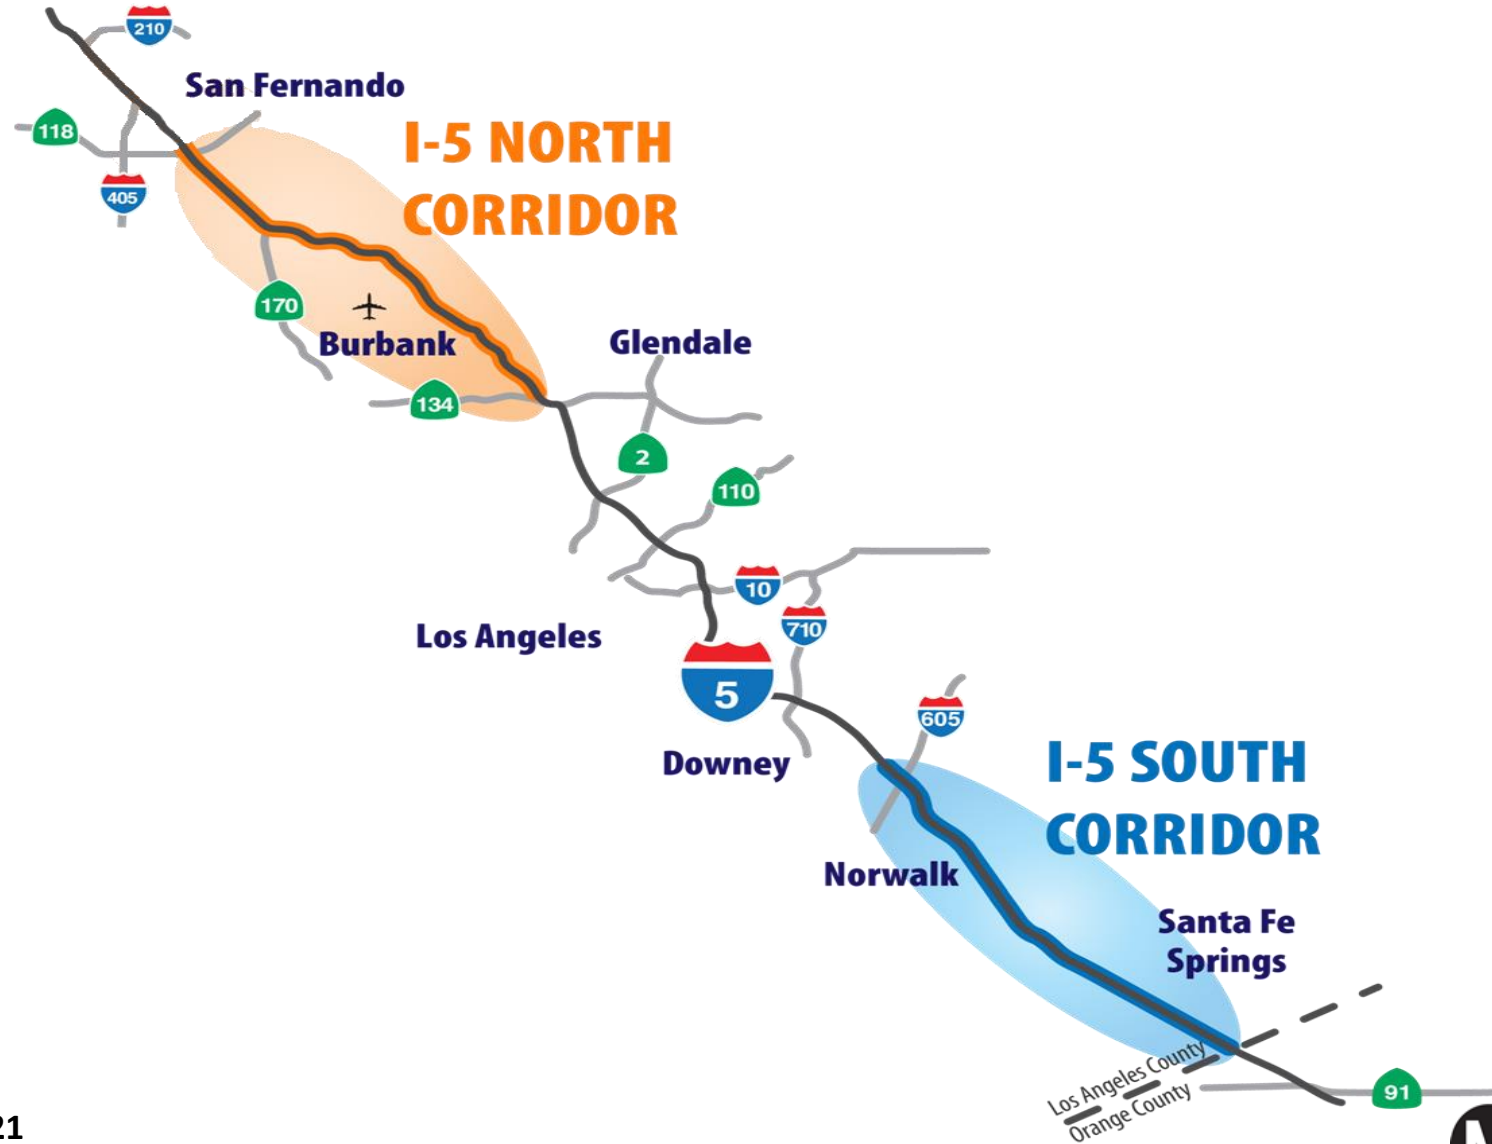 210
San Fernando
118
I-5 NORTH
CORRIDOR
405
170
Burbank
Glendale
134
2
110
10
Los Angeles
710
5
605
Downey
I-5 SOUTH
CORRIDOR
Norwalk
Santa Fe
Springs
Los Angeles County
Orange County
91
21